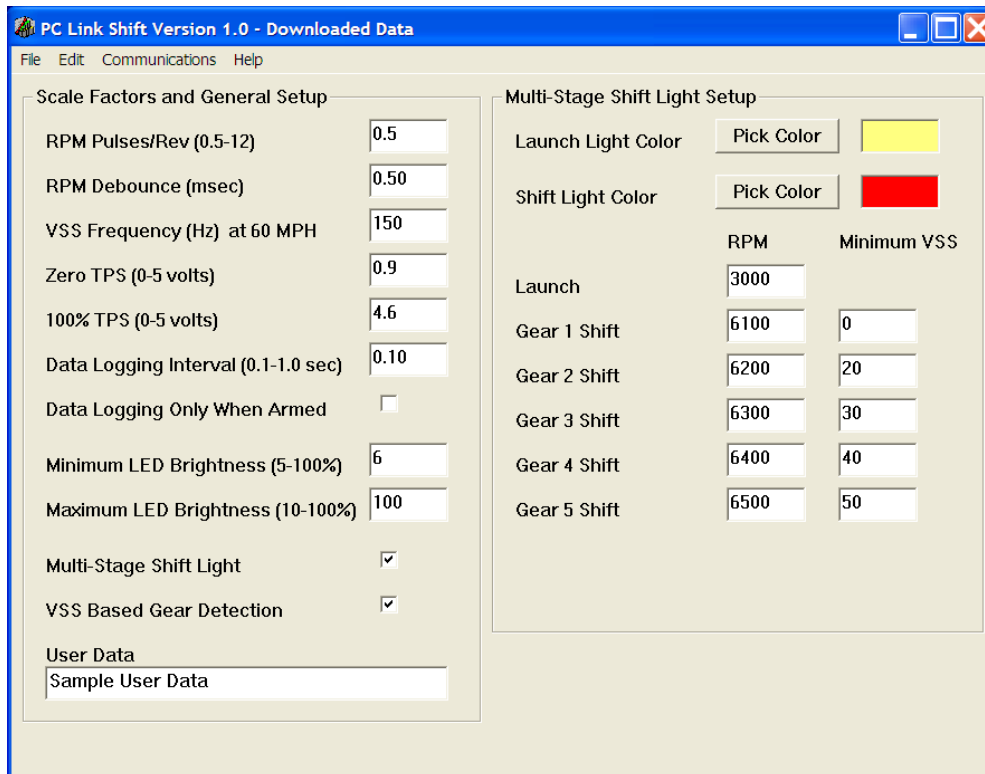 PC Link Shift Version 1.0 - Downloaded Data
File Edit Communications Help
Scale Factors and General Setup
RPM Pulses/Rev (0.5-12) 0.5
RPM Debounce (msec) 0.50
VSS Frequency (Hz) at 60 MPH 150
Zero TPS (0-5 volts) 0.9
100% TPS (0-5 volts) 4.6
Data Logging Interval (0.1-1.0 sec) 0.10
Data Logging Only When Armed
Minimum LED Brightness (5-100%) 6
Maximum LED Brightness (10-100%) 100
Multi-Stage Shift Light
VSS Based Gear Detection
User Data
Sample User Data
Multi-Stage Shift Light Setup
Launch Light Color Pick Color
Shift Light Color Pick Color
RPM Minimum VSS
Launch 3000
Gear 1 Shift 6100 0
Gear 2 Shift 6200 20
Gear 3 Shift 6300 30
Gear 4 Shift 6400 40
Gear 5 Shift 6500 50